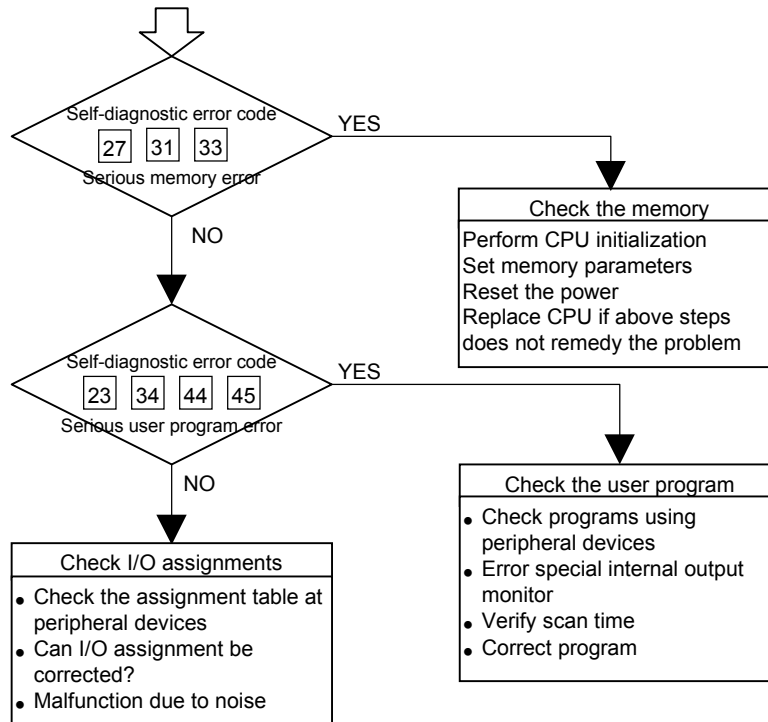 Self-diagnostic error code
27 31 33
Serious memory error
YES
NO
Check the memory
Perform CPU initialization
Set memory parameters
Reset the power
Replace CPU if above steps
does not remedy the problem
Self-diagnostic error code
23 34 44 45
Serious user program error
YES
NO
Check the user program
• Check programs using
peripheral devices
• Error special internal output
monitor
• Verify scan time
• Correct program
Check I/O assignments
• Check the assignment table at
peripheral devices
• Can I/O assignment be
corrected?
• Malfunction due to noise